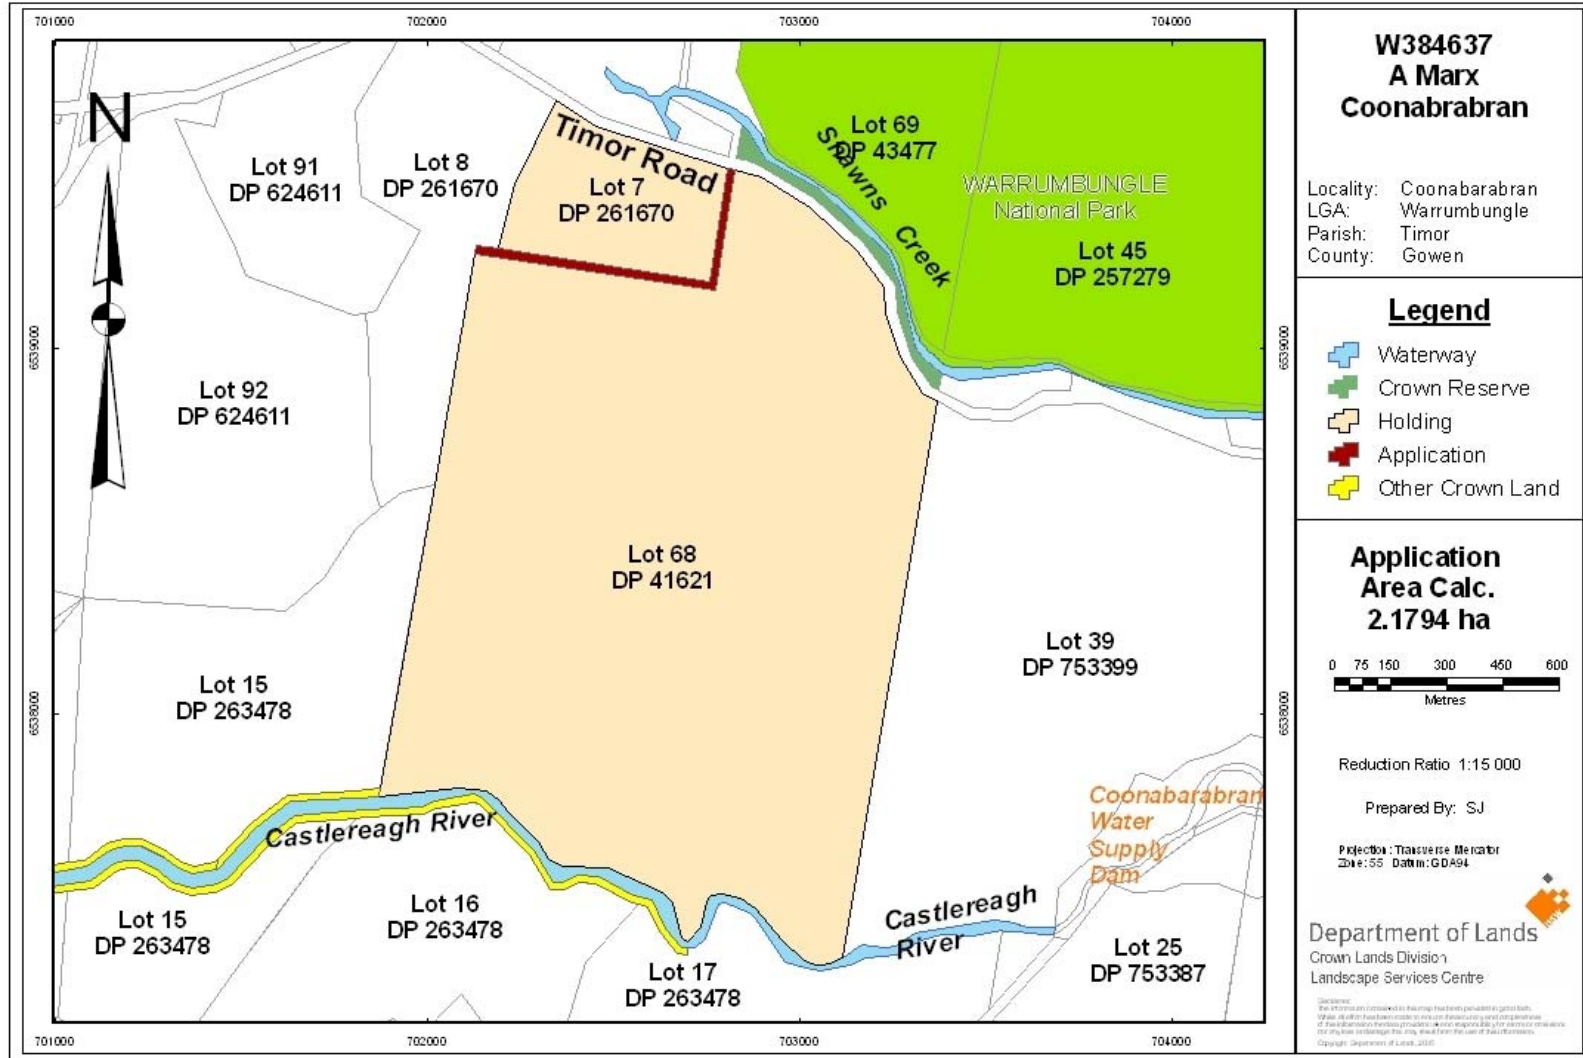 701000
702000
703000
704000
W384637
A Marx
Coonabrabran
N
Timor Road
Lot 69
DP 43477
Shawns Creek
Lot 91
DP 624611
Lot 8
DP 261670
Lot 7
DP 261670
WARRUMBUNGLE
National Park
Lot 45
DP 257279
Locality: Coonabarabran
LGA: Warrumbungle
Parish: Timor
County: Gowen
Legend
Waterway
Crown Reserve
Holding
Application
Other Crown Land
6539000
6539000
Lot 92
DP 624611
Lot 68
DP 41621
Lot 39
DP 753399
Lot 15
DP 263478
6538000
6538000
Application
Area Calc.
2.1794 ha
0 75 150 300 450 600
Metres
Reduction Ratio 1:15 000
Prepared By: SJ
Projection: Transverse Mercator
Zone: 55 Datum: GDA94
Coonabarabran
Water
Supply
Dam
Castlereagh River
Castlereagh
River
Lot 15
DP 263478
Lot 16
DP 263478
Lot 17
DP 263478
Lot 25
DP 753387
NSW
Department of Lands
Crown Lands Division
Landscape Services Centre
701000
702000
703000
704000